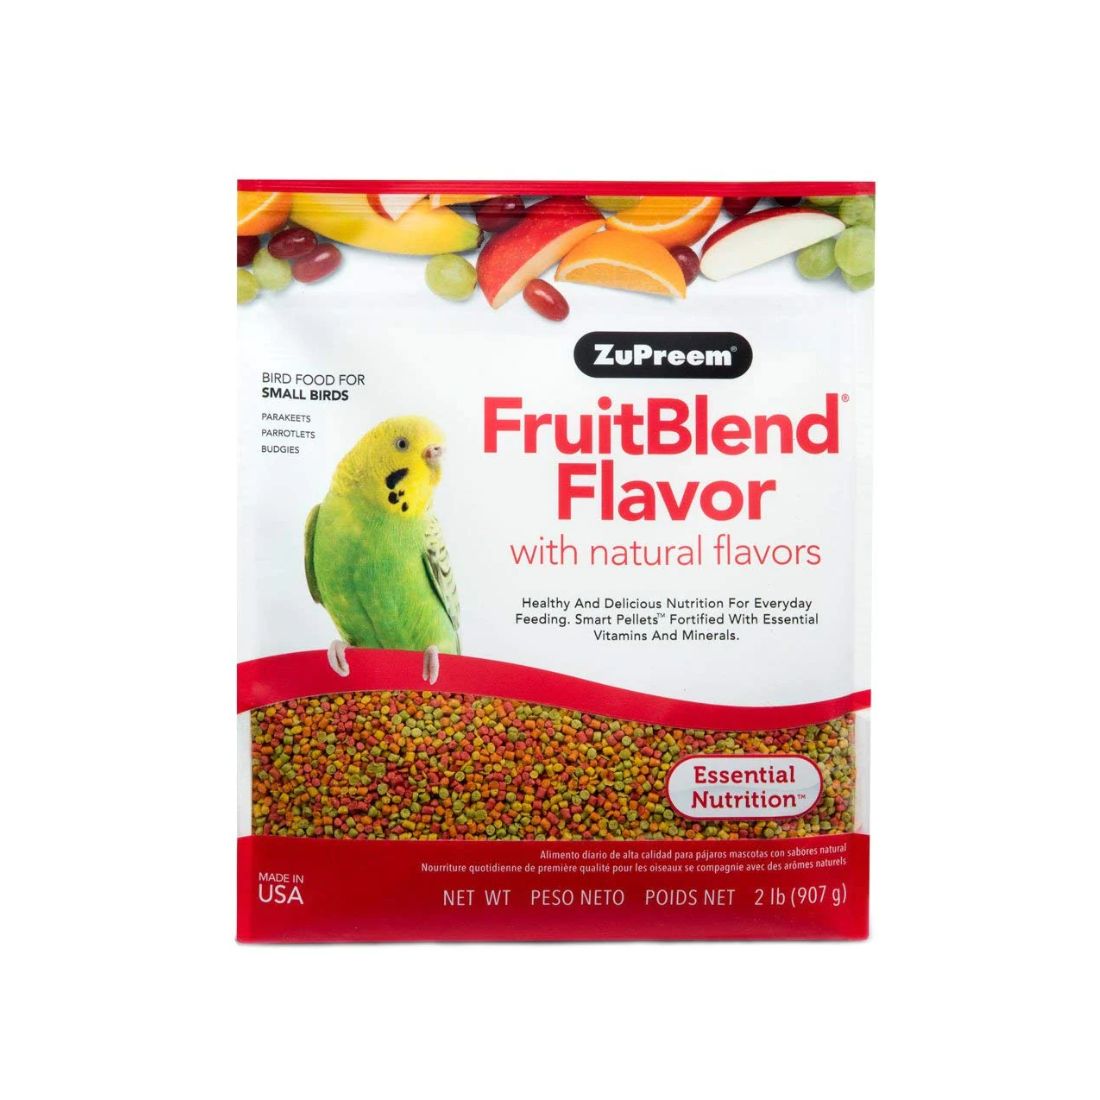 ZuPreem®
BIRD FOOD FOR
SMALL BIRDS
PARAKEETS
PARROTLETS
BUDGIES
FruitBlend®
Flavor
with natural flavors
Healthy And Delicious Nutrition For Everyday
Feeding. Smart Pellets™ Fortified With Essential
Vitamins And Minerals.
Essential
Nutrition™
Alimento diario de alta calidad para pájaros mascotas con sabores natural
Nourriture quotidienne de première qualité pour les oiseaux se compagnie avec des arômes naturels
MADE IN
USA
NET WT PESO NETO POIDS NET 2 lb (907 g)